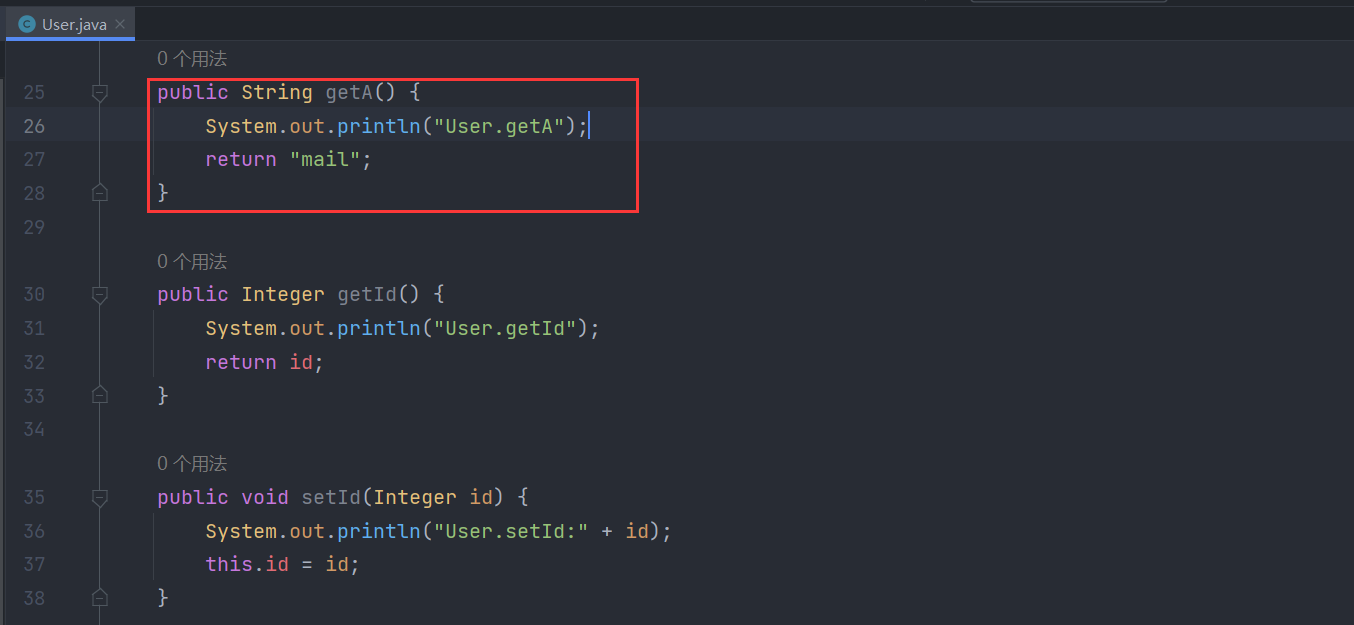 User.java
0 个用法
25 public String getA() {
26 System.out.println("User.getA");
27 return "mail";
28 }
29
0 个用法
30 public Integer getId() {
31 System.out.println("User.getId");
32 return id;
33 }
34
0 个用法
35 public void setId(Integer id) {
36 System.out.println("User.setId:" + id);
37 this.id = id;
38 }